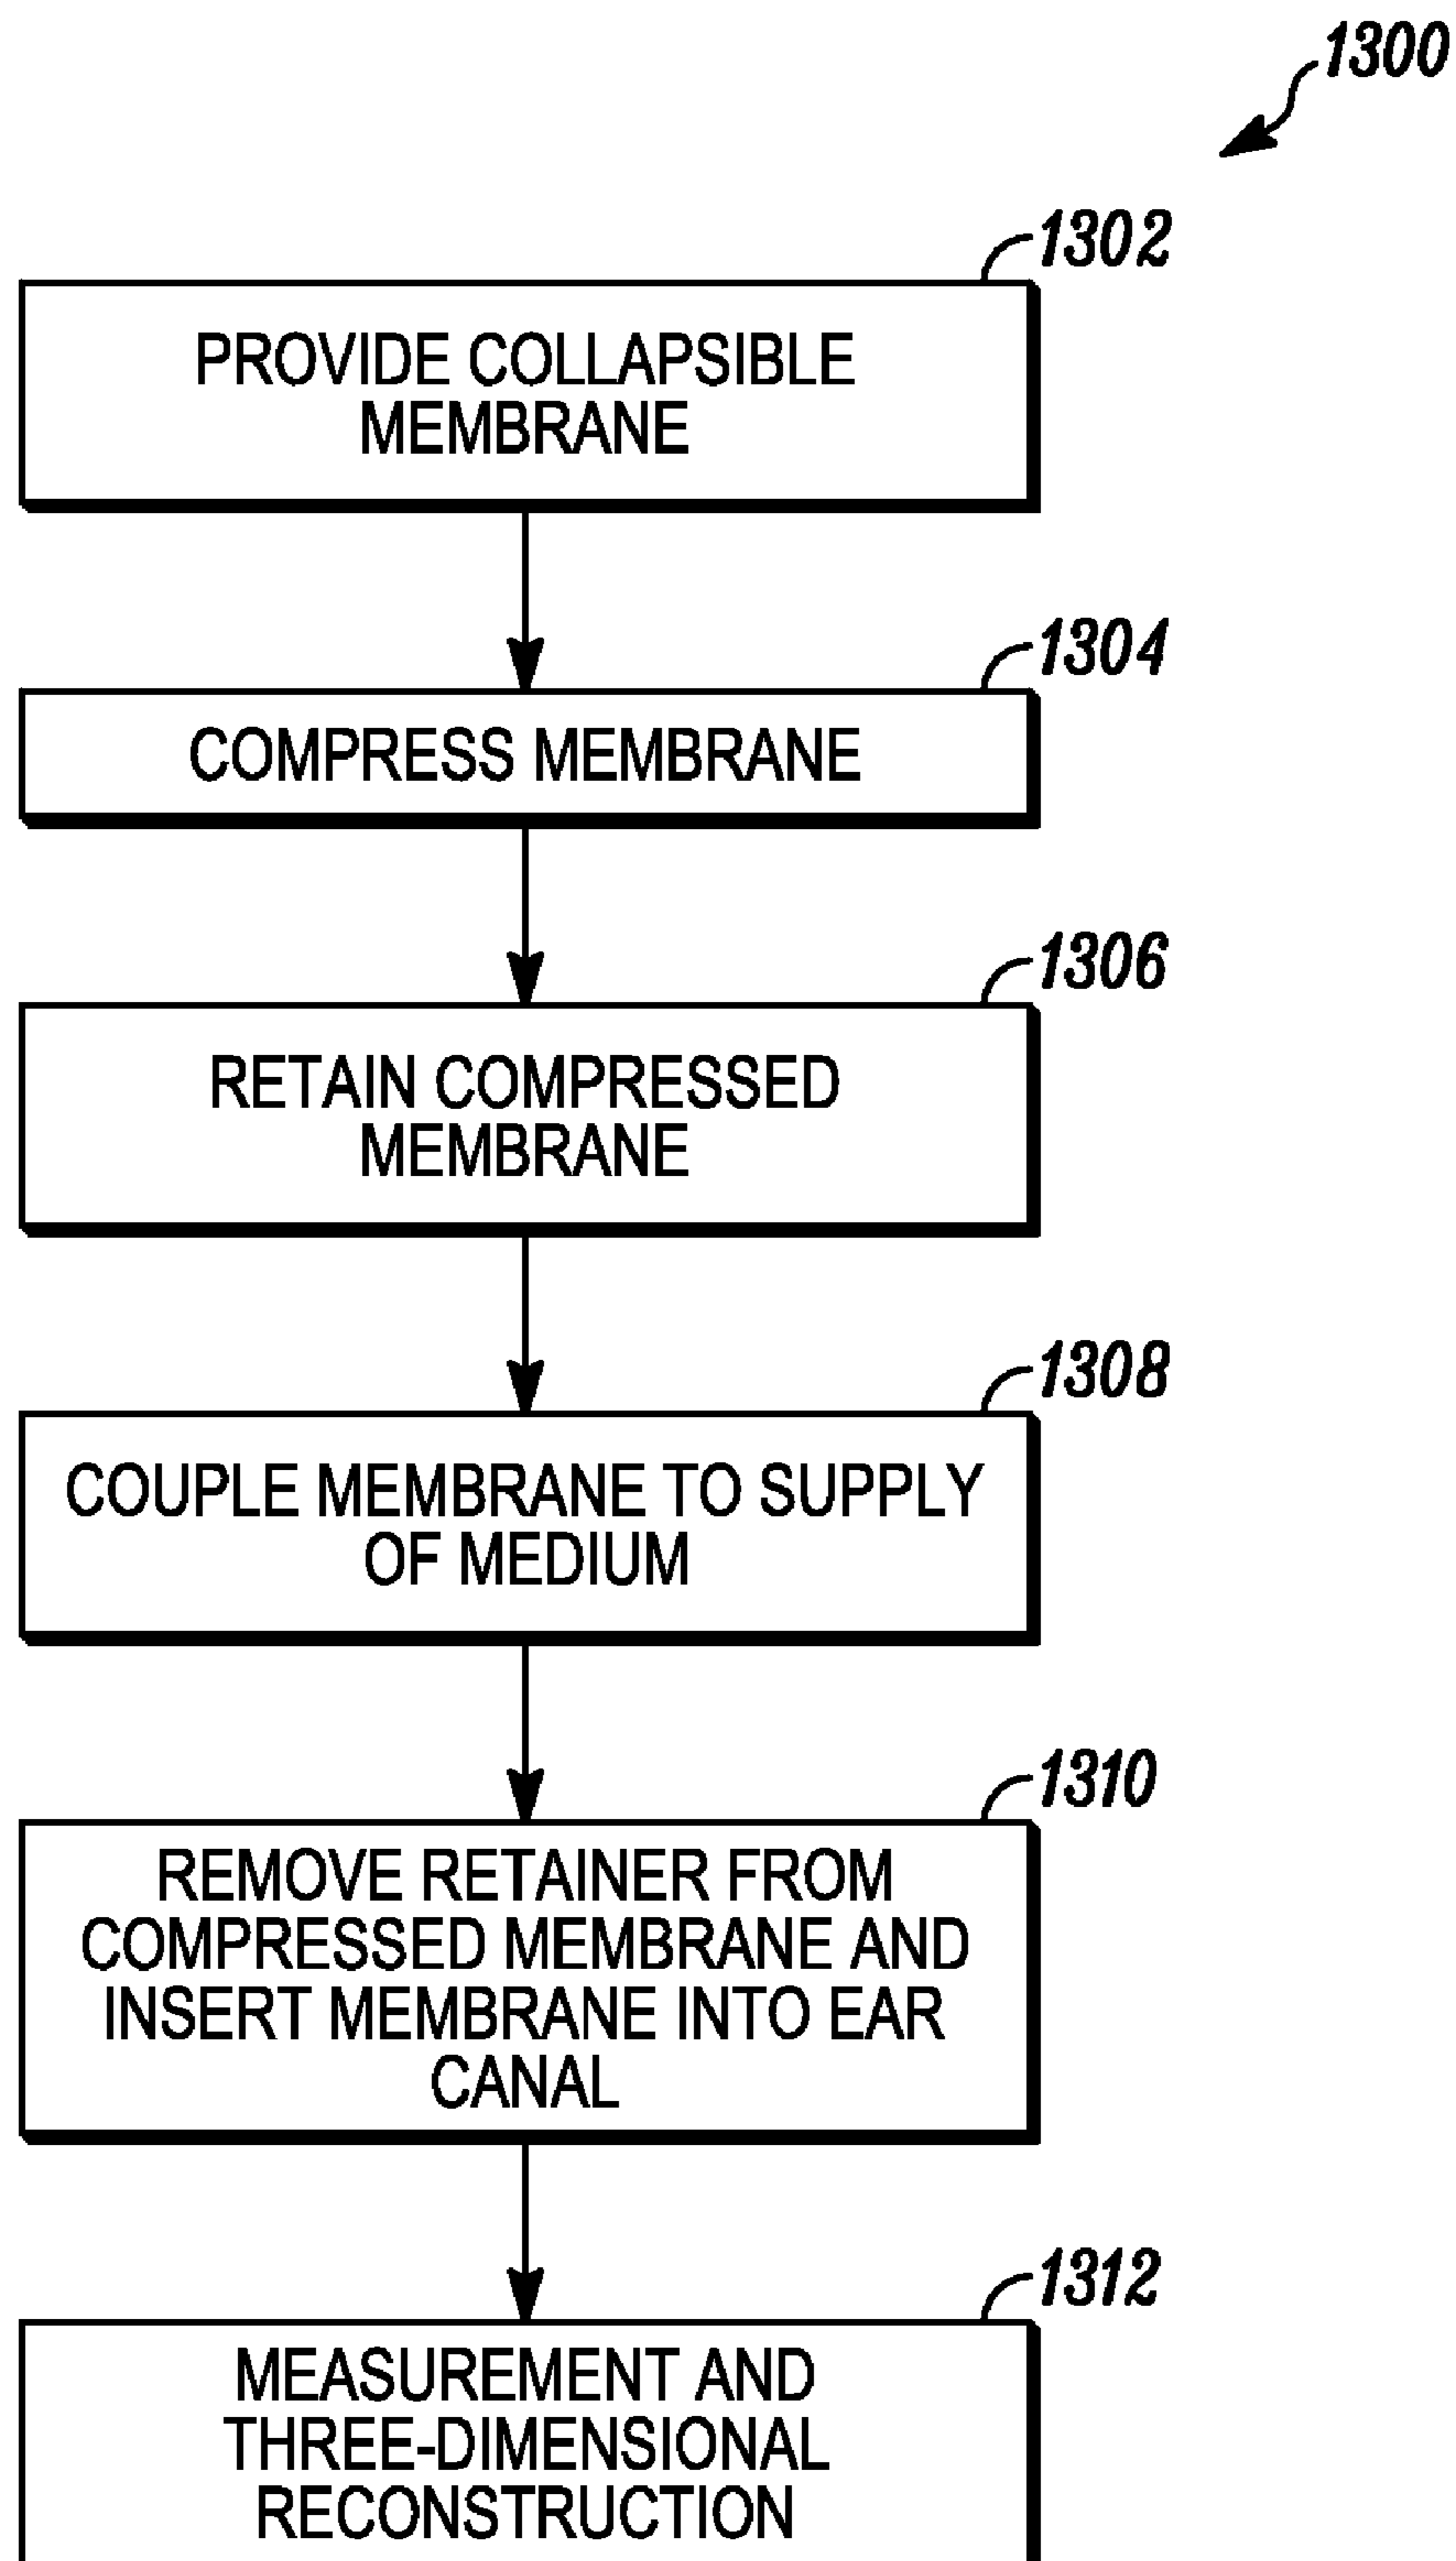 1300
1302
PROVIDE COLLAPSIBLE
MEMBRANE
1304
COMPRESS MEMBRANE
1306
RETAIN COMPRESSED
MEMBRANE
1308
COUPLE MEMBRANE TO SUPPLY
OF MEDIUM
1310
REMOVE RETAINER FROM
COMPRESSED MEMBRANE AND
INSERT MEMBRANE INTO EAR
CANAL
1312
MEASUREMENT AND
THREE-DIMENSIONAL
RECONSTRUCTION